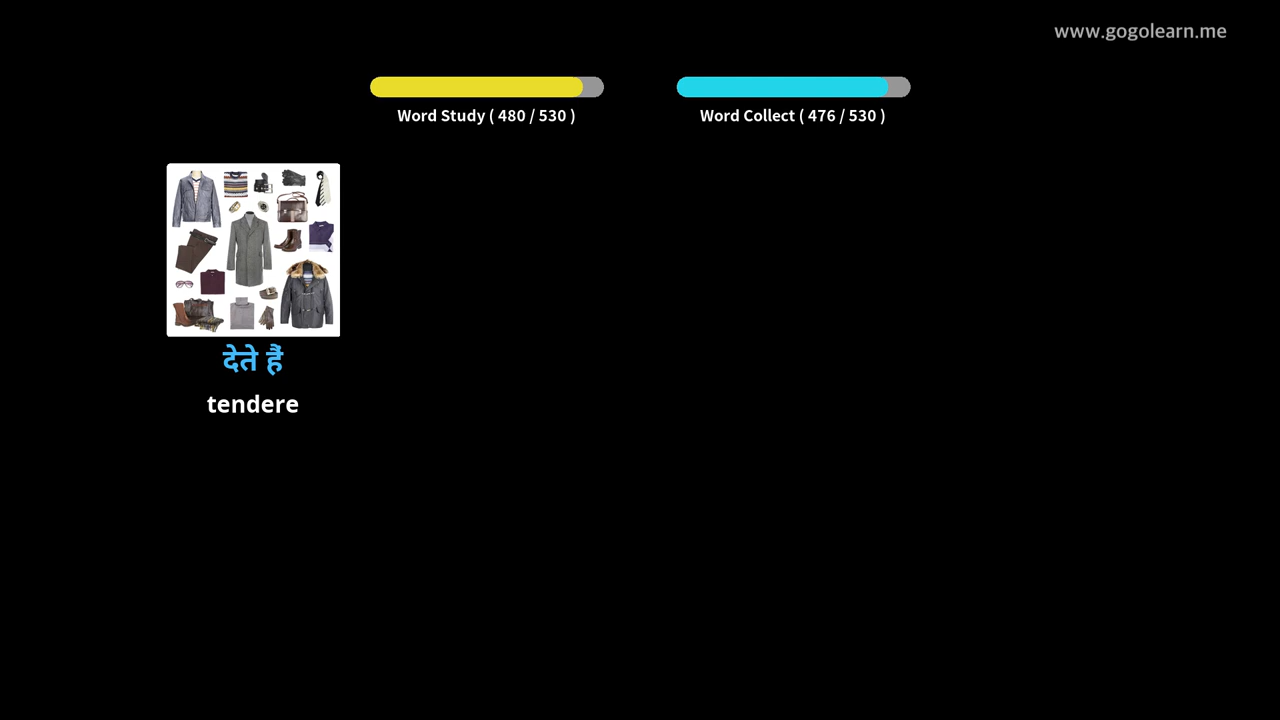 www.gogolearn.me
Word Study ( 480 / 530 )
Word Collect ( 476 / 530 )
देते हैं
tendere